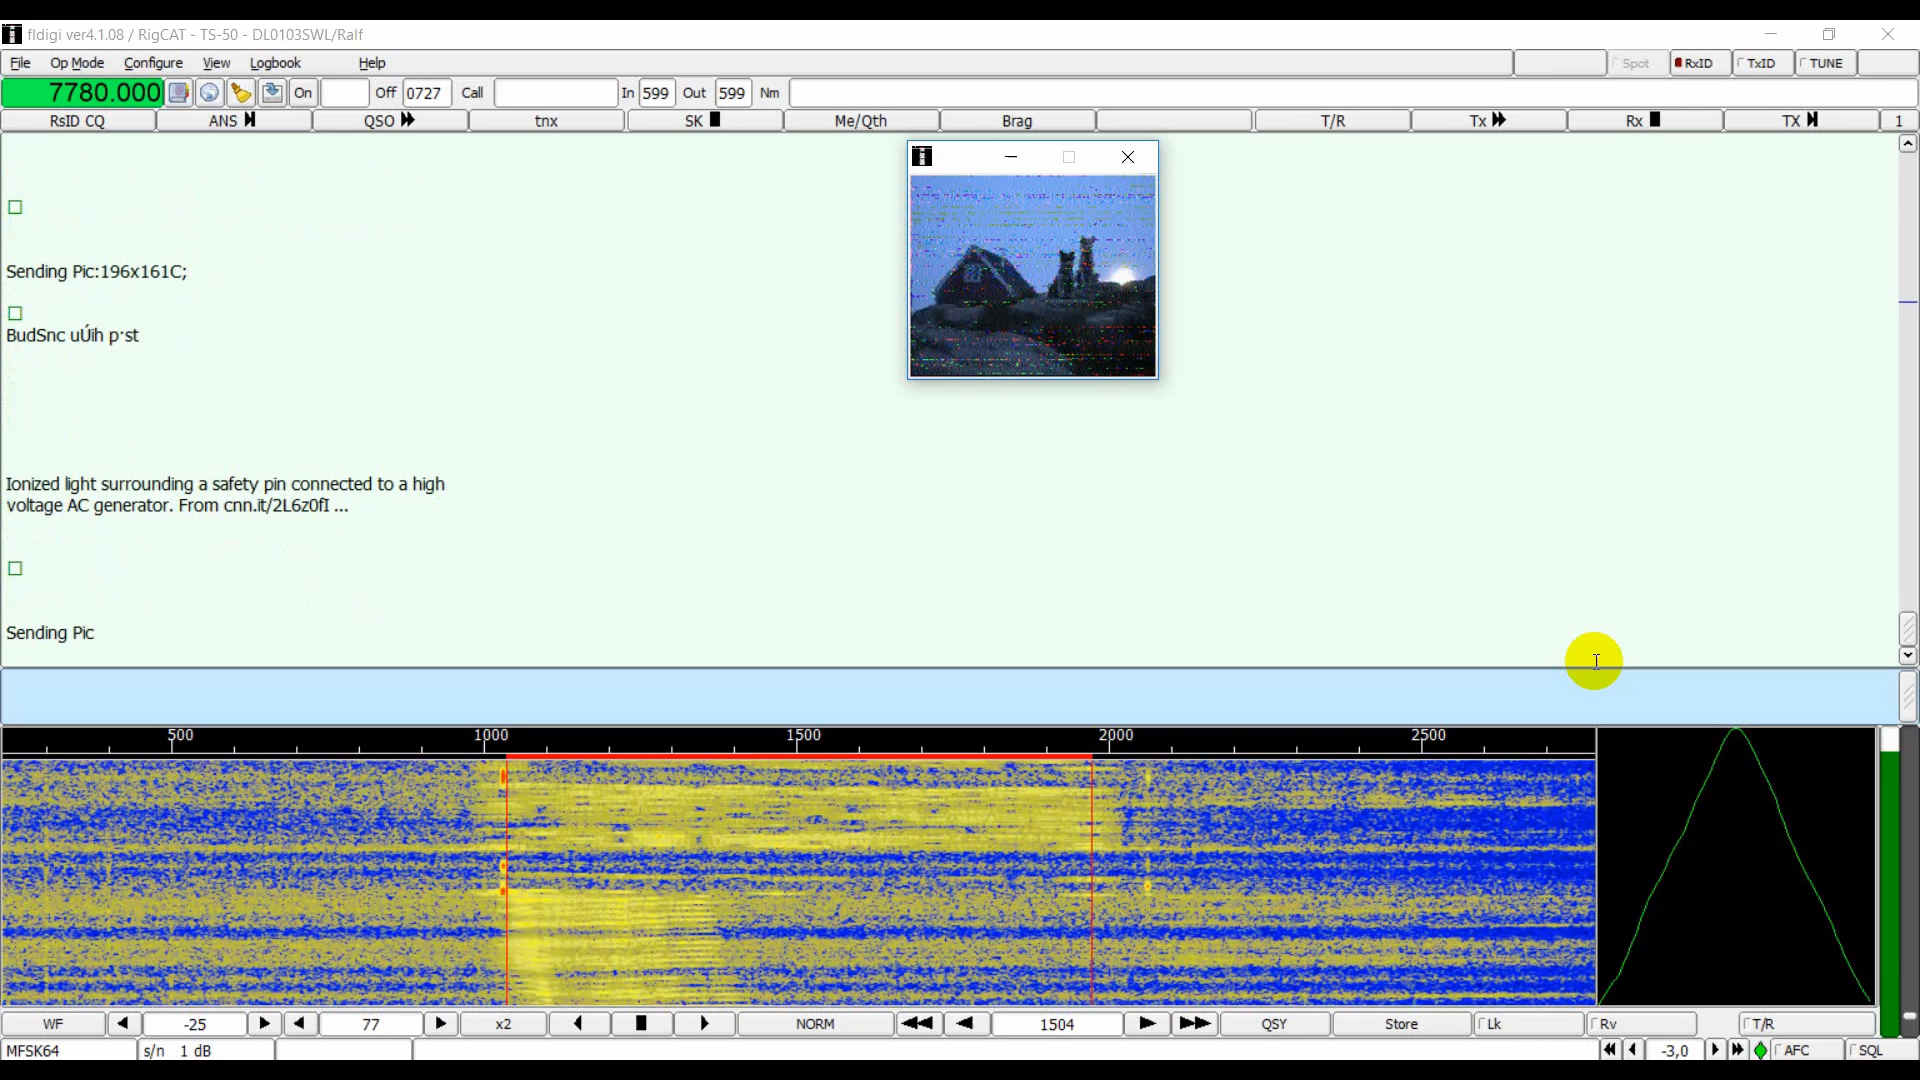 fldigi ver4.1.08 / RigCAT - TS-50 - DL0103SWL/Ralf
File Op Mode Configure View Logbook Help
Spot RxID TxID TUNE
7780.000 On Off 0727 Call In 599 Out 599 Nm
RsID CQ ANS QSO tnx SK Me/Qth Brag T/R Tx Rx TX 1
Sending Pic:196x161C;
BudSnc uÚih p·st
Ionized light surrounding a safety pin connected to a high
voltage AC generator. From cnn.it/2L6z0fI ...
Sending Pic
500 1000 1500 2000 2500
WF -25 77 x2 NORM 1504 QSY Store Lk Rv T/R
MFSK64 s/n 1 dB -3,0 AFC SQL